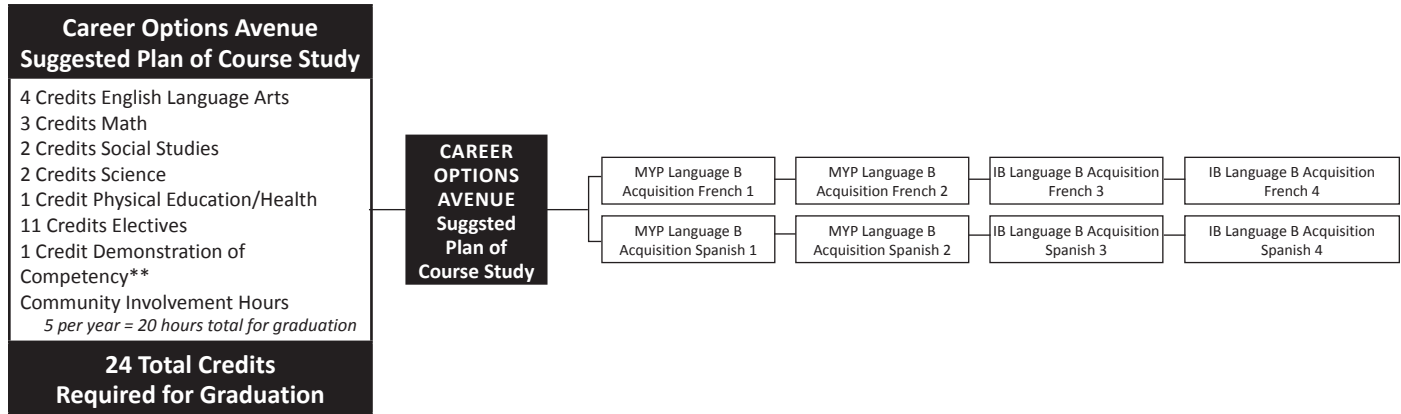 Career Options Avenue
Suggested Plan of Course Study
4 Credits English Language Arts
3 Credits Math
2 Credits Social Studies
2 Credits Science
1 Credit Physical Education/Health
11 Credits Electives
1 Credit Demonstration of
Competency**
Community Involvement Hours
5 per year = 20 hours total for graduation
24 Total Credits
Required for Graduation
CAREER
OPTIONS
AVENUE
Suggsted
Plan of
Course Study
MYP Language B
Acquisition French 1
MYP Language B
Acquisition French 2
IB Language B Acquisition
French 3
IB Language B Acquisition
French 4
MYP Language B
Acquisition Spanish 1
MYP Language B
Acquisition Spanish 2
IB Language B Acquisition
Spanish 3
IB Language B Acquisition
Spanish 4